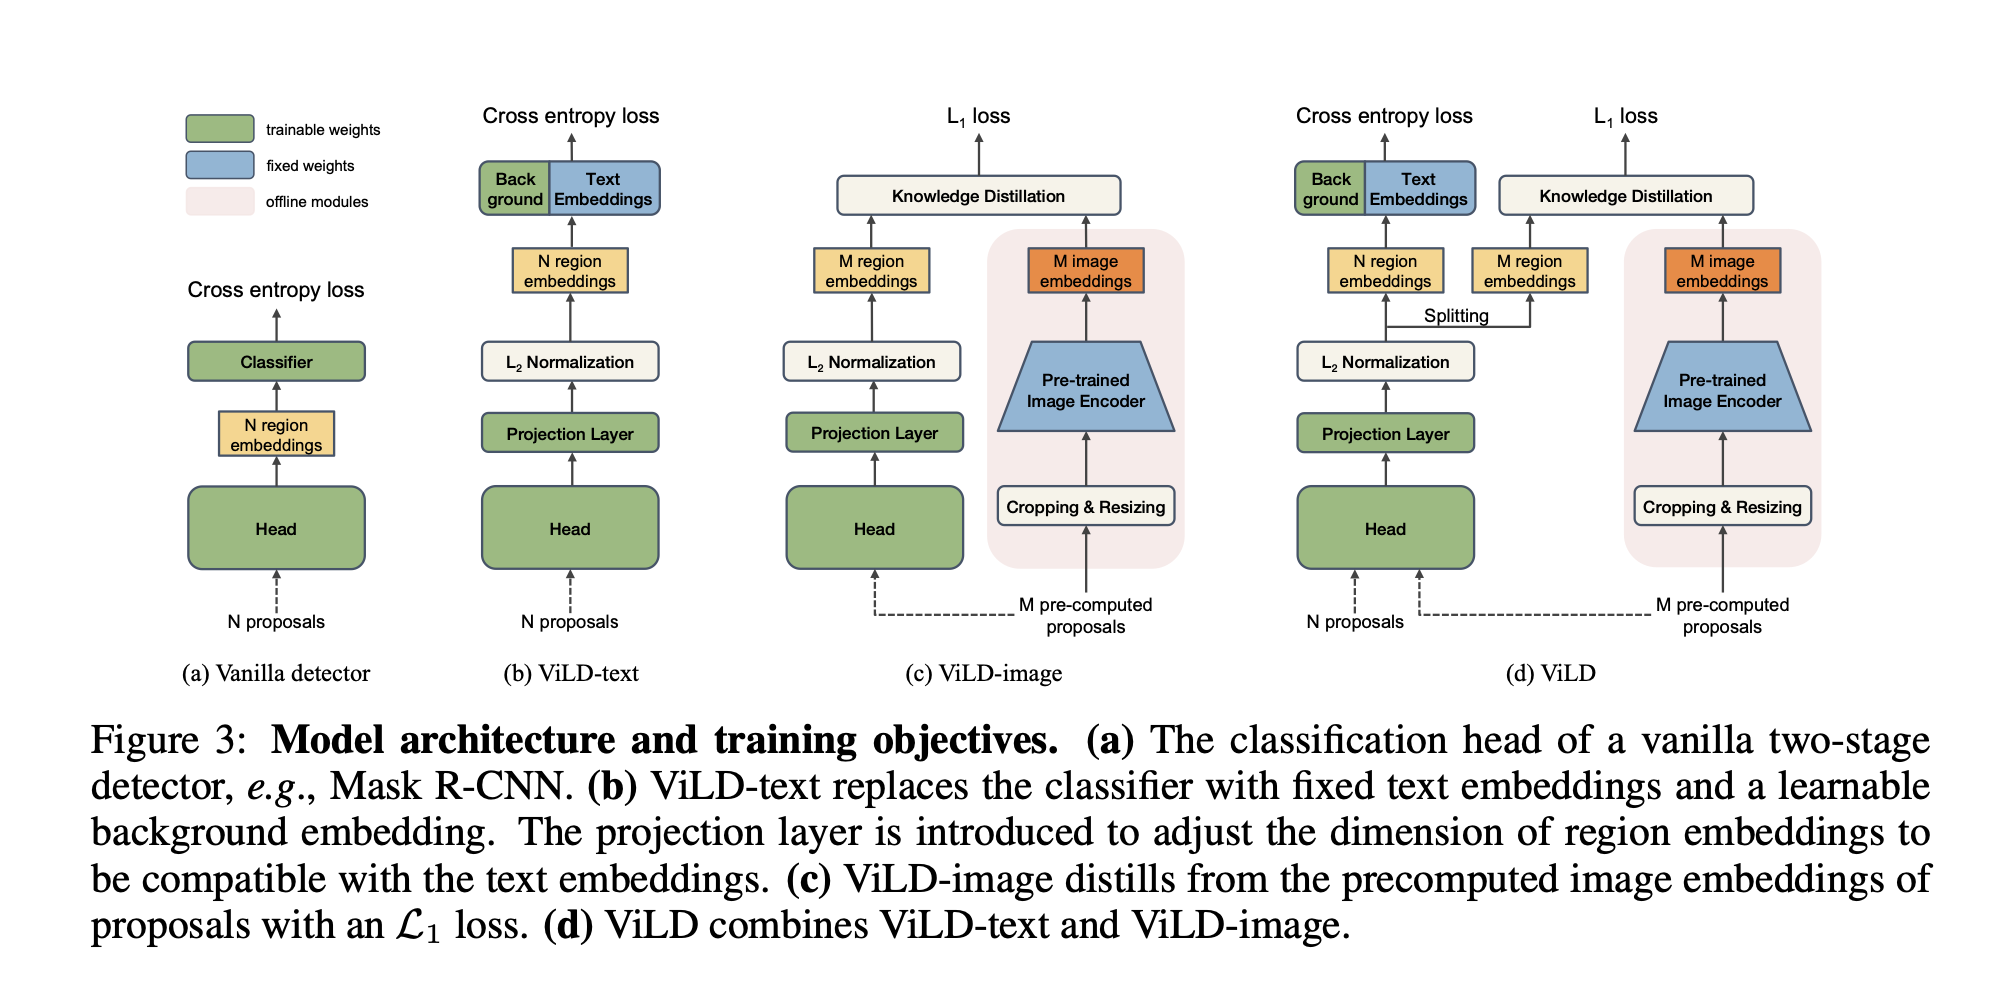 trainable weights
fixed weights
offline modules
Cross entropy loss
Classifier
N region
embeddings
Head
N proposals
(a) Vanilla detector
Cross entropy loss
Back
ground
Text
Embeddings
N region
embeddings
L2 Normalization
Projection Layer
Head
N proposals
(b) ViLD-text
L1 loss
Knowledge Distillation
M region
embeddings
M image
embeddings
L2 Normalization
Pre-trained
Image Encoder
Projection Layer
Cropping & Resizing
Head
M pre-computed
proposals
(c) ViLD-image
Cross entropy loss
L1 loss
Back
ground
Text
Embeddings
Knowledge Distillation
N region
embeddings
M region
embeddings
M image
embeddings
Splitting
L2 Normalization
Pre-trained
Image Encoder
Projection Layer
Cropping & Resizing
Head
N proposals
M pre-computed
proposals
(d) ViLD
Figure 3: Model architecture and training objectives. (a) The classification head of a vanilla two-stage
detector, e.g., Mask R-CNN. (b) ViLD-text replaces the classifier with fixed text embeddings and a learnable
background embedding. The projection layer is introduced to adjust the dimension of region embeddings to
be compatible with the text embeddings. (c) ViLD-image distills from the precomputed image embeddings of
proposals with an L1 loss. (d) ViLD combines ViLD-text and ViLD-image.